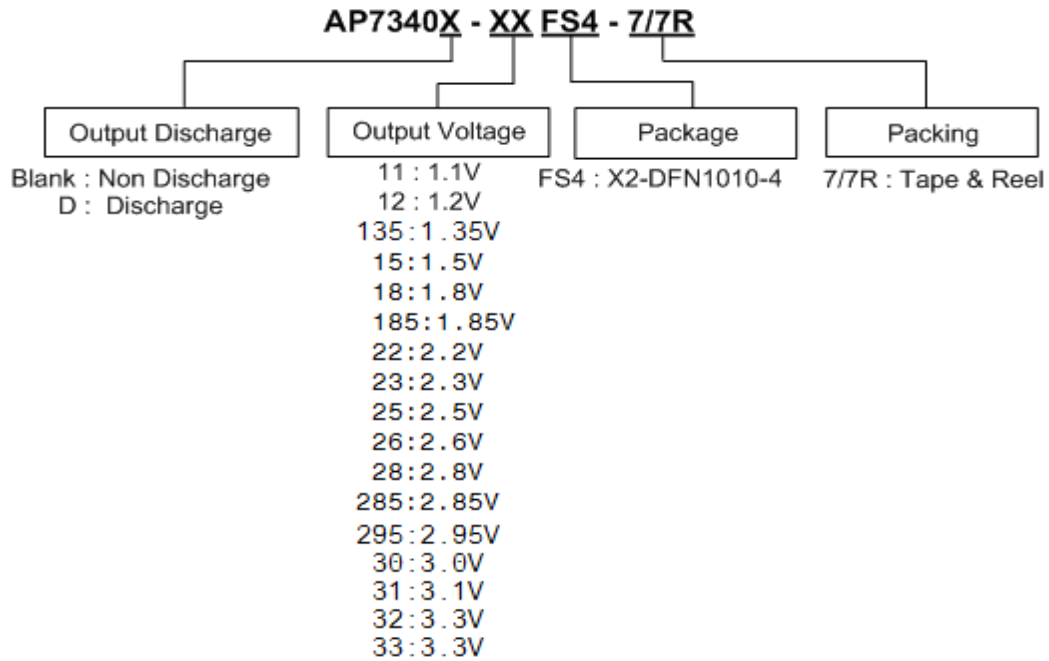 AP7340X - XX FS4 - 7/7R
Output Discharge
Blank : Non Discharge
D : Discharge
Output Voltage
11 : 1.1V
12 : 1.2V
135:1.35V
15:1.5V
18:1.8V
185:1.85V
22:2.2V
23:2.3V
25:2.5V
26:2.6V
28:2.8V
285:2.85V
295:2.95V
30:3.0V
31:3.1V
32:3.3V
33:3.3V
Package
FS4 : X2-DFN1010-4
Packing
7/7R : Tape & Reel